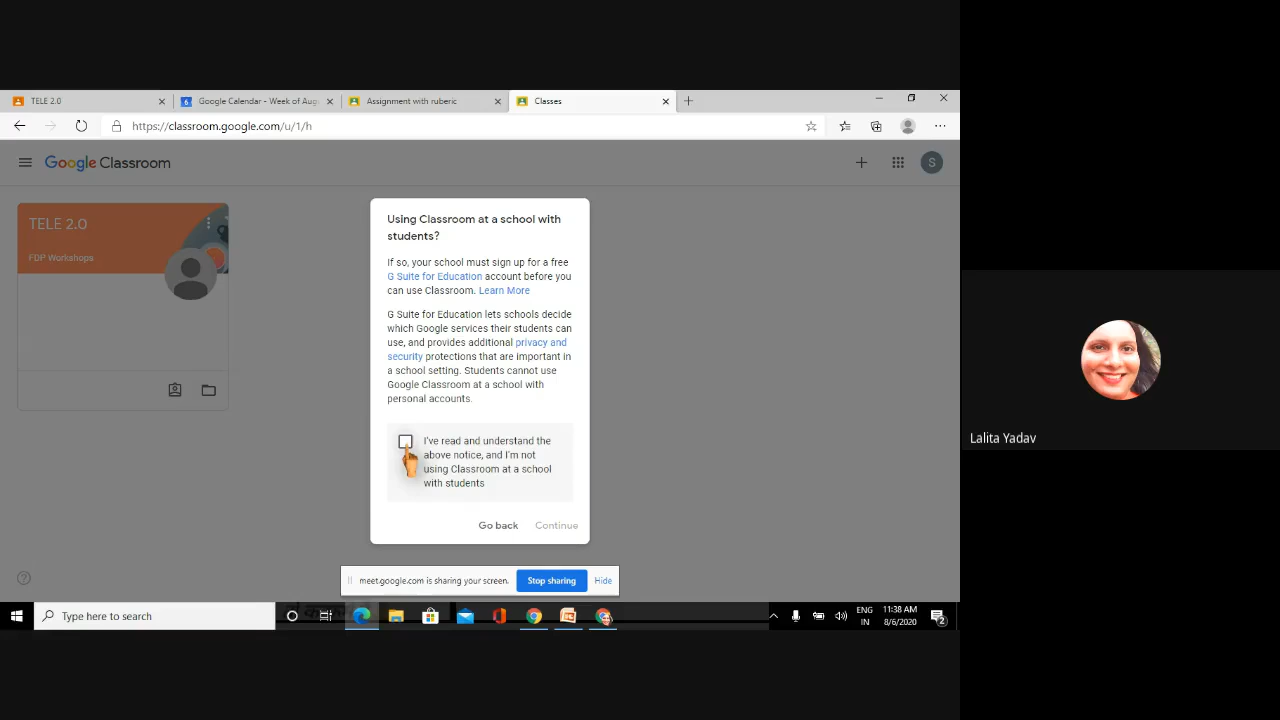 TELE 2.0
Google Calendar - Week of Aug
Assignment with ruberic
Classes
https://classroom.google.com/u/1/h
Google Classroom
S
TELE 2.0
FDP Workshops
Using Classroom at a school with
students?
If so, your school must sign up for a free
G Suite for Education account before you
can use Classroom. Learn More
G Suite for Education lets schools decide
which Google services their students can
use, and provides additional privacy and
security protections that are important in
a school setting. Students cannot use
Google Classroom at a school with
personal accounts.
I've read and understand the
above notice, and I'm not
using Classroom at a school
with students
Go back Continue
Lalita Yadav
meet.google.com is sharing your screen. Stop sharing Hide
Type here to search
ENG
IN
11:38 AM
8/6/2020
2